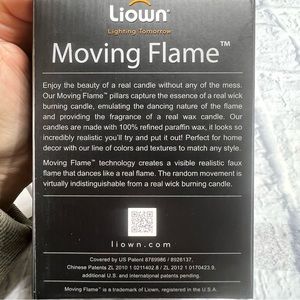 Liown
Lighting Tomorrow
Moving Flame™
Enjoy the beauty of a real candle without any of the mess.
Our Moving Flame™ pillars capture the essence of a real wick
burning candle, emulating the dancing nature of the flame
and providing the fragrance of a real wax candle. Our
candles are made with 100% refined paraffin wax, it looks so
incredibly realistic you'll try and put it out! Perfect for home
decor with our line of colors and textures to match any style.
Moving Flame™ technology creates a visible realistic faux
flame that dances like a real flame. The random movement is
virtually indistinguishable from a real wick burning candle.
liown.com
Covered by US Patent 8789986 / 8926137,
Chinese Patents ZL 2010 1 0211402.8 / ZL 2012 1 0170423.9,
additional U.S. and international patents pending.
Moving Flame™ is a trademark of Liown, registered in the U.S.A.